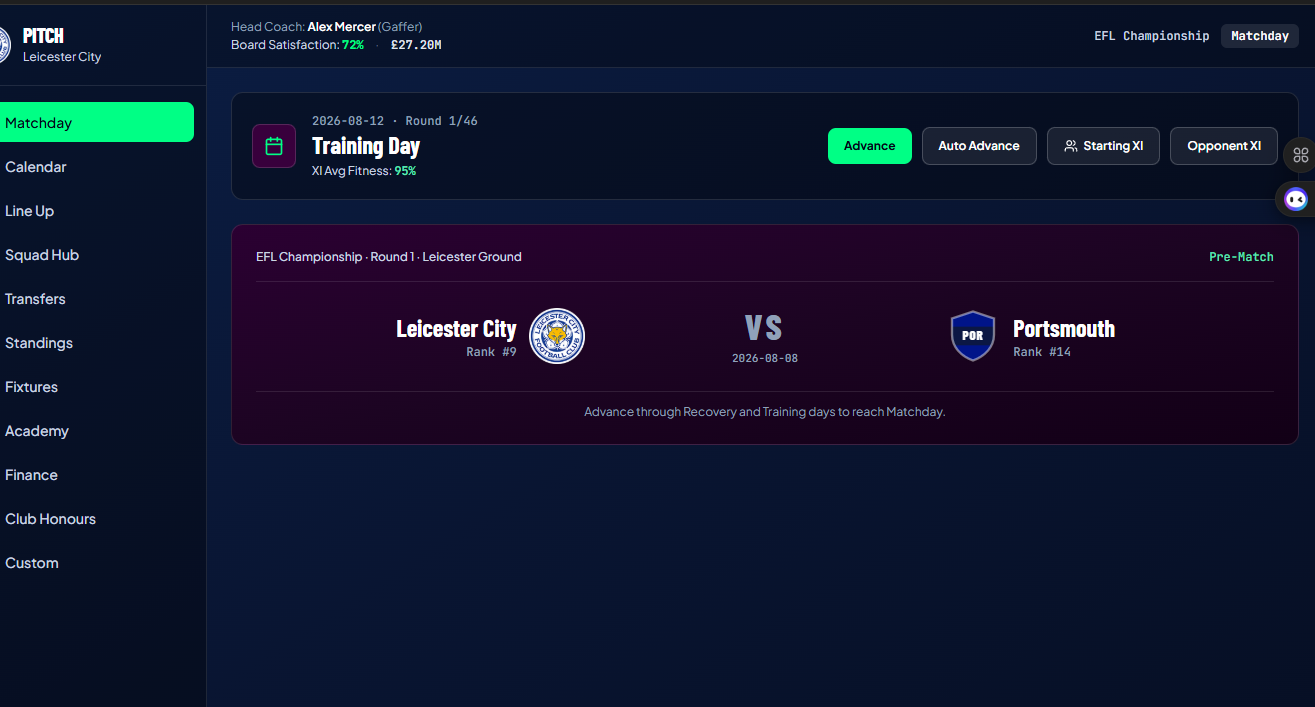 PITCH
Leicester City
Matchday
Calendar
Line Up
Squad Hub
Transfers
Standings
Fixtures
Academy
Finance
Club Honours
Custom
Head Coach: Alex Mercer (Gaffer)
Board Satisfaction: 72% · £27.20M
EFL Championship Matchday
2026-08-12 · Round 1/46
Training Day
XI Avg Fitness: 95%
Advance Auto Advance Starting XI Opponent XI
EFL Championship · Round 1 · Leicester Ground Pre-Match
Leicester City
Rank #9
LEICESTER CITY
FOOTBALL CLUB
VS
2026-08-08
POR
Portsmouth
Rank #14
Advance through Recovery and Training days to reach Matchday.